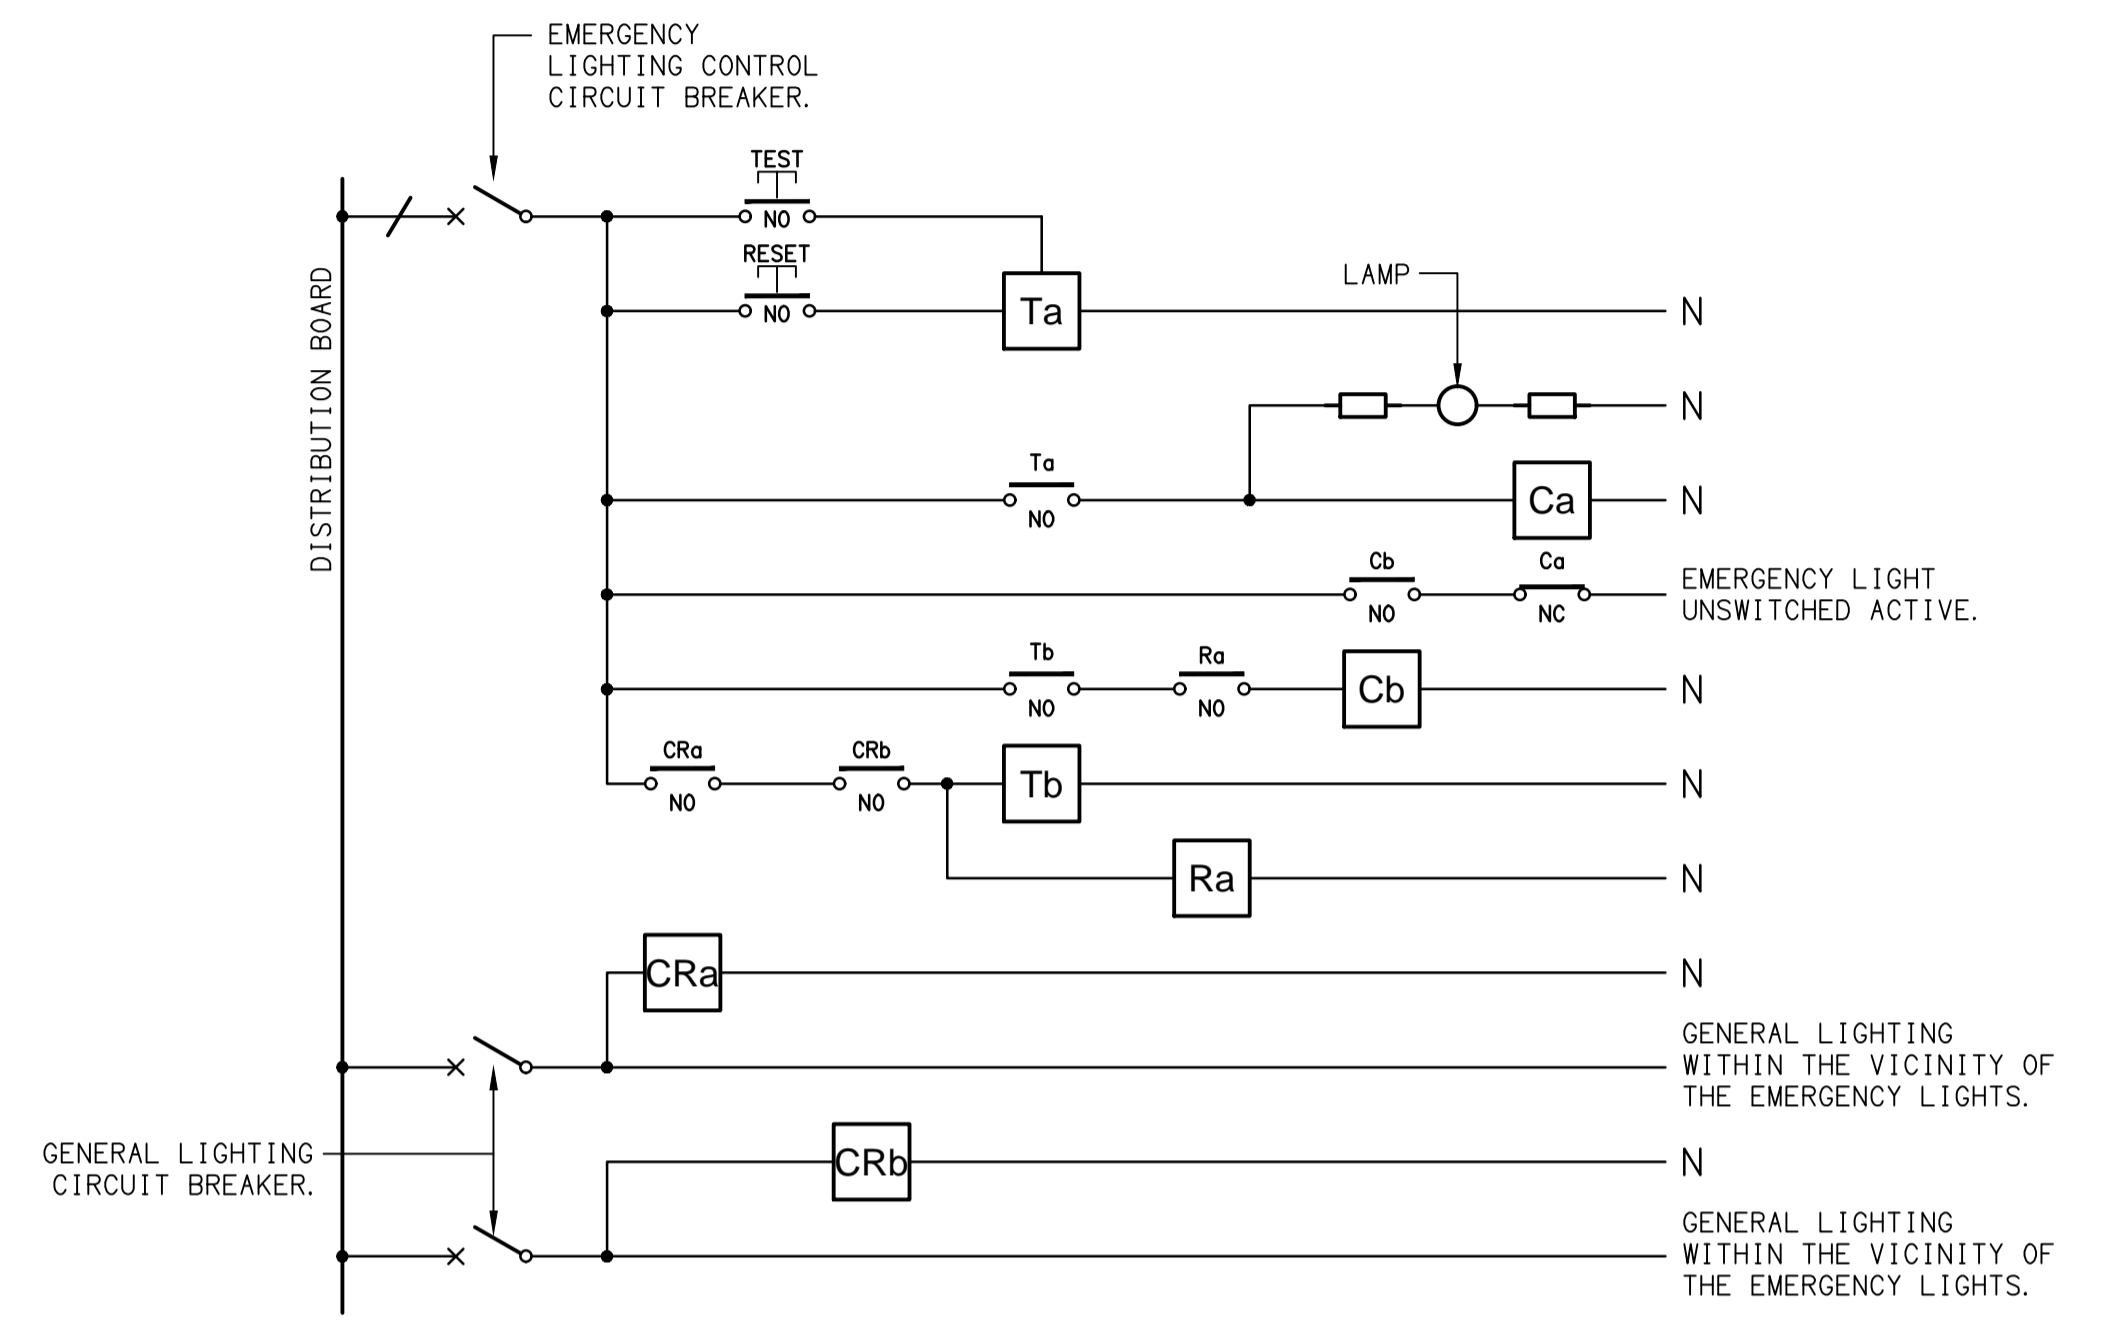 EMERGENCY
LIGHTING CONTROL
CIRCUIT BREAKER.
TEST
NO
RESET
NO
DISTRIBUTION BOARD
Ta
N
LAMP
N
Ta
NO
Ca
N
Cb
NO
Ca
NC
EMERGENCY LIGHT
UNSWITCHED ACTIVE.
Tb
NO
Ra
NO
Cb
N
CRa
NO
CRb
NO
Tb
N
Ra
N
CRa
N
GENERAL LIGHTING
WITHIN THE VICINITY OF
THE EMERGENCY LIGHTS.
GENERAL LIGHTING
CIRCUIT BREAKER.
CRb
N
GENERAL LIGHTING
WITHIN THE VICINITY OF
THE EMERGENCY LIGHTS.